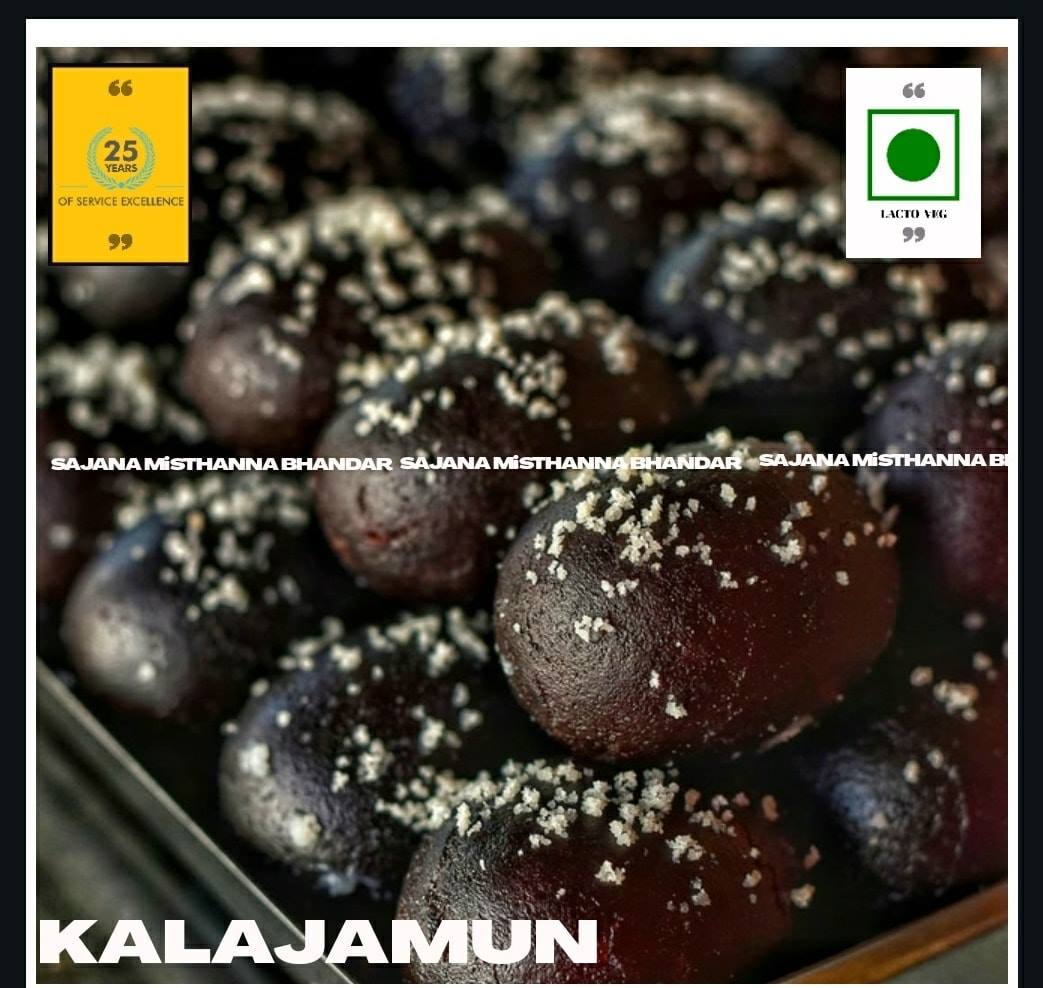 ❝
25
YEARS
OF SERVICE EXCELLENCE
❞
❝
LACTO VEG
❞
SAJANA MiSTHANNA BHANDAR SAJANA MiSTHANNA BHANDAR SAJANA MiSTHANNA B
KALAJAMUN